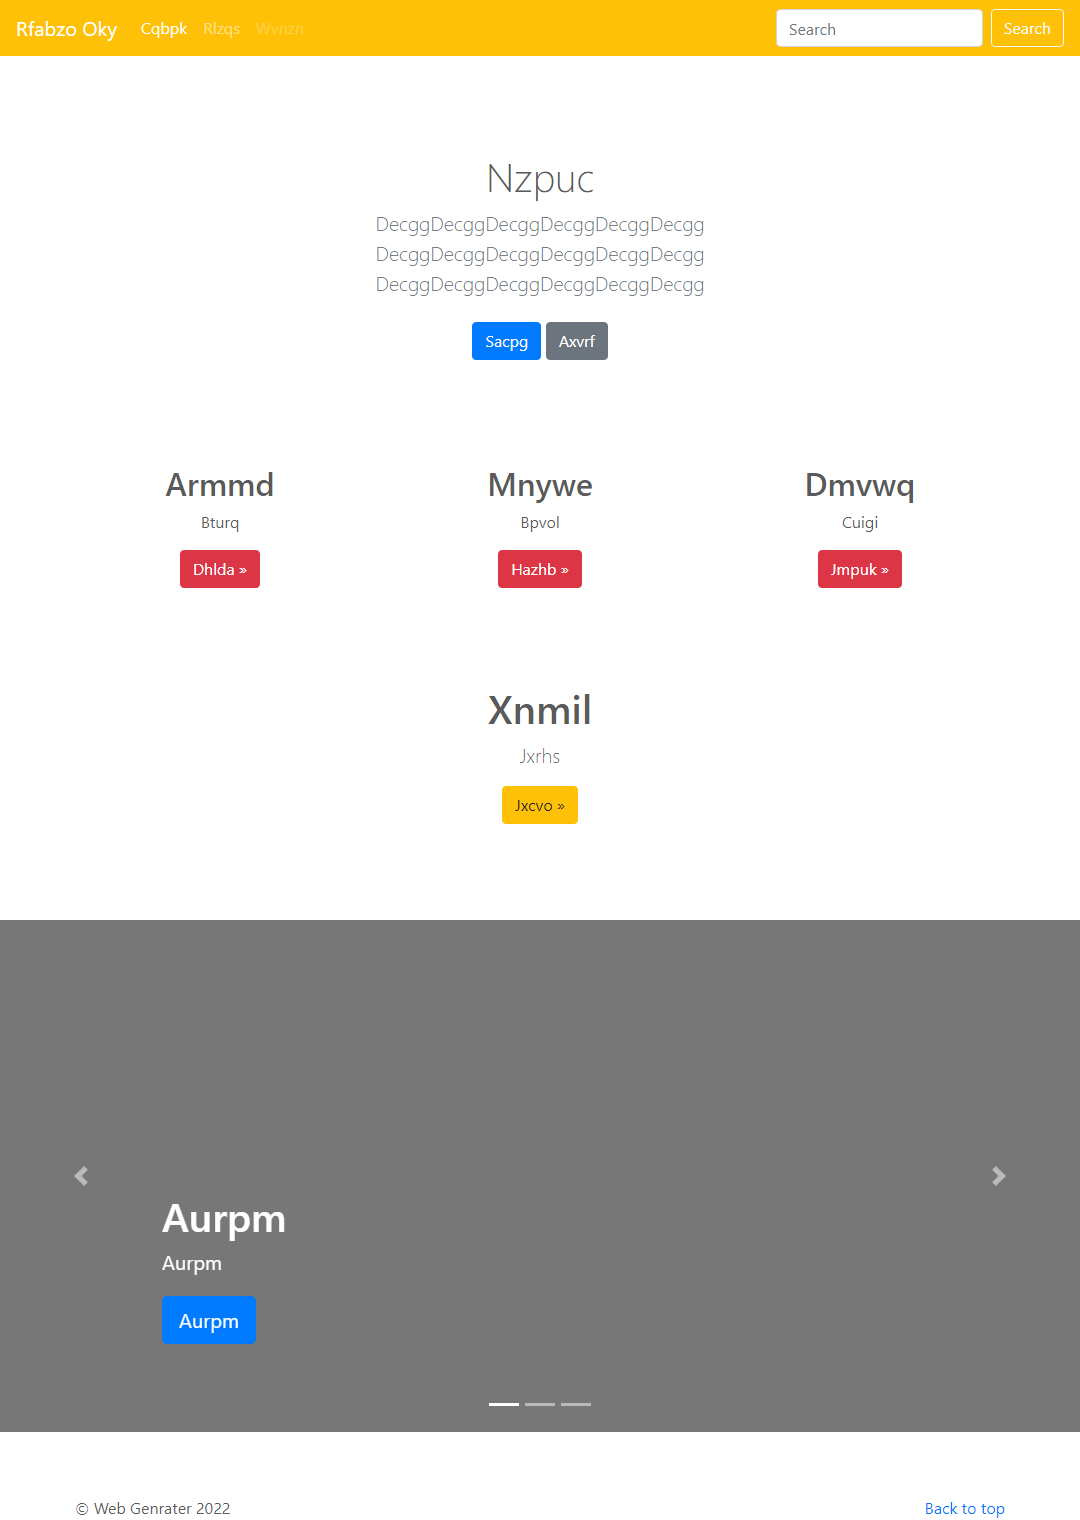 Rfabzo Oky Cqbpk Rlzqs Wvnzn Search Search
Nzpuc
DecggDecggDecggDecggDecggDecgg
DecggDecggDecggDecggDecggDecgg
DecggDecggDecggDecggDecggDecgg
Sacpg Axvrf
Armmd Mnywe Dmvwq
Bturq Bpvol Cuigi
Dhlda » Hazhb » Jmpuk »
Xnmil
Jxrhs
Jxcvo »
Aurpm
Aurpm
Aurpm
© Web Genrater 2022 Back to top